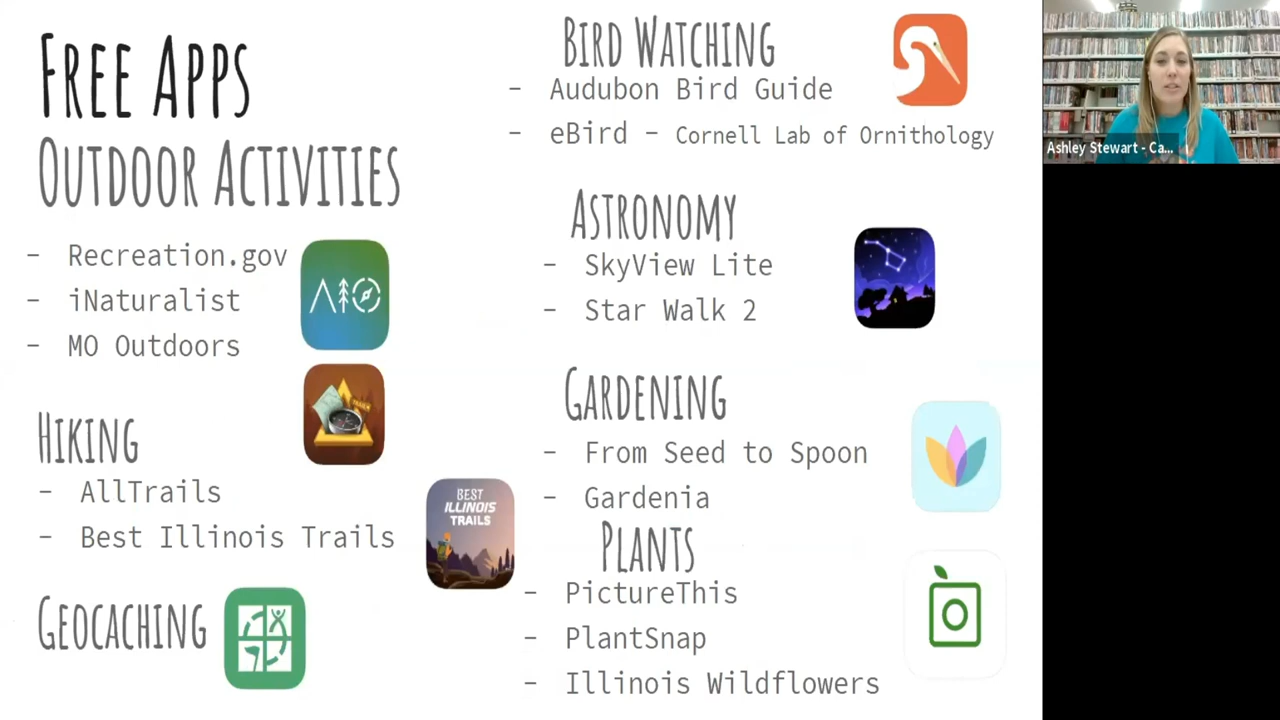 Free Apps
Outdoor Activities
- Recreation.gov
- iNaturalist
- MO Outdoors
Hiking
- AllTrails
- Best Illinois Trails
BEST
ILLINOIS
TRAILS
Geocaching
Bird Watching
- Audubon Bird Guide
- eBird - Cornell Lab of Ornithology
Astronomy
- SkyView Lite
- Star Walk 2
Gardening
- From Seed to Spoon
- Gardenia
Plants
- PictureThis
- PlantSnap
- Illinois Wildflowers
Ashley Stewart - Ca...